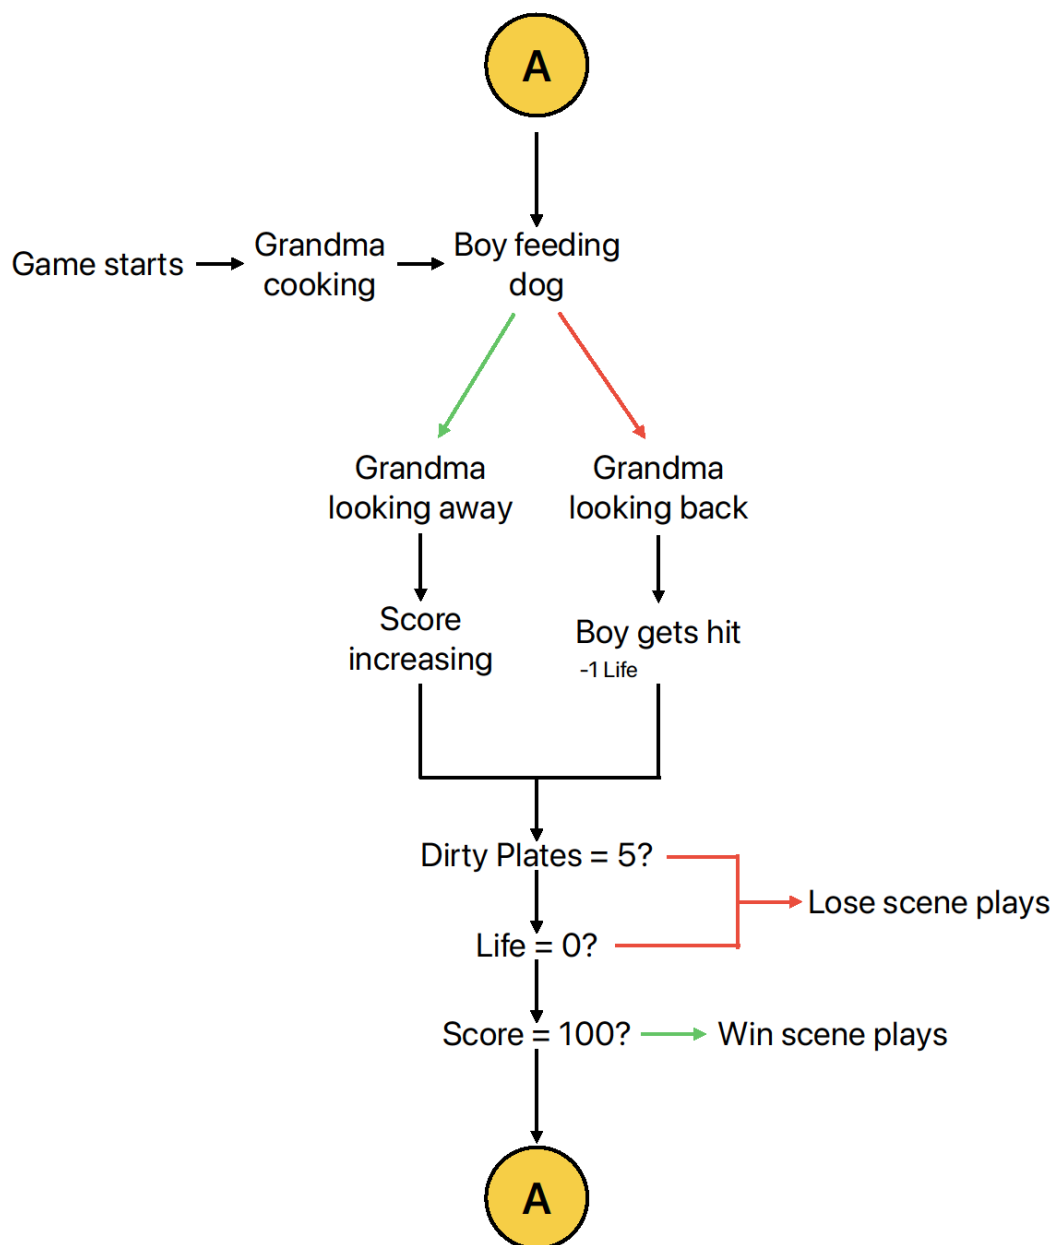 A
Game starts
Grandma
cooking
Boy feeding
dog
Grandma
looking away
Grandma
looking back
Score
increasing
Boy gets hit
-1 Life
Dirty Plates = 5?
Lose scene plays
Life = 0?
Score = 100?
Win scene plays
A